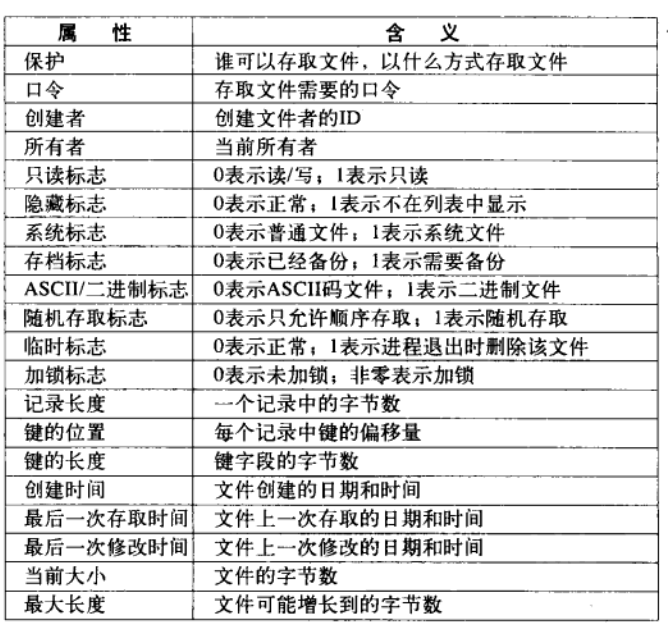 属 性 含 义
保护 谁可以存取文件，以什么方式存取文件
口令 存取文件需要的口令
创建者 创建文件者的ID
所有者 当前所有者
只读标志 0表示读/写；1表示只读
隐藏标志 0表示正常；1表示不在列表中显示
系统标志 0表示普通文件；1表示系统文件
存档标志 0表示已经备份；1表示需要备份
ASCII/二进制标志 0表示ASCII码文件；1表示二进制文件
随机存取标志 0表示只允许顺序存取；1表示随机存取
临时标志 0表示正常；1表示进程退出时删除该文件
加锁标志 0表示未加锁；非零表示加锁
记录长度 一个记录中的字节数
键的位置 每个记录中键的偏移量
键的长度 键字段的字节数
创建时间 文件创建的日期和时间
最后一次存取时间 文件上一次存取的日期和时间
最后一次修改时间 文件上一次修改的日期和时间
当前大小 文件的字节数
最大长度 文件可能增长到的字节数